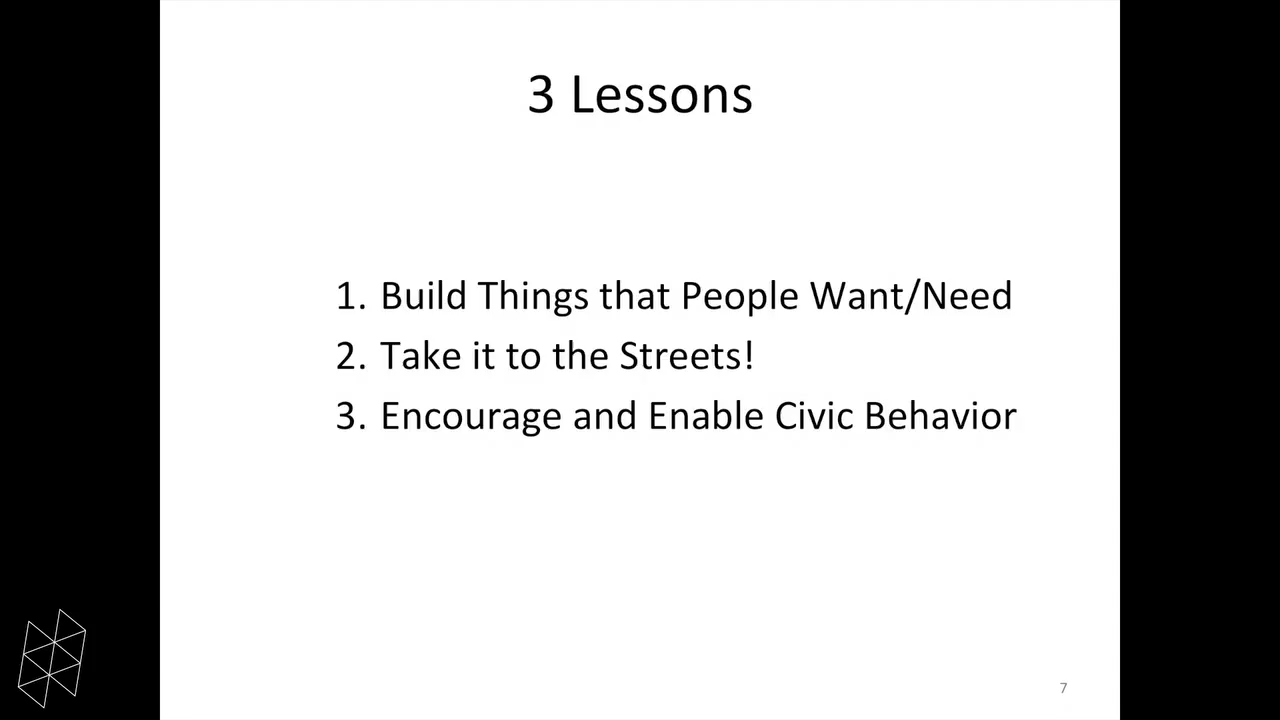 3 Lessons
1. Build Things that People Want/Need
2. Take it to the Streets!
3. Encourage and Enable Civic Behavior
7